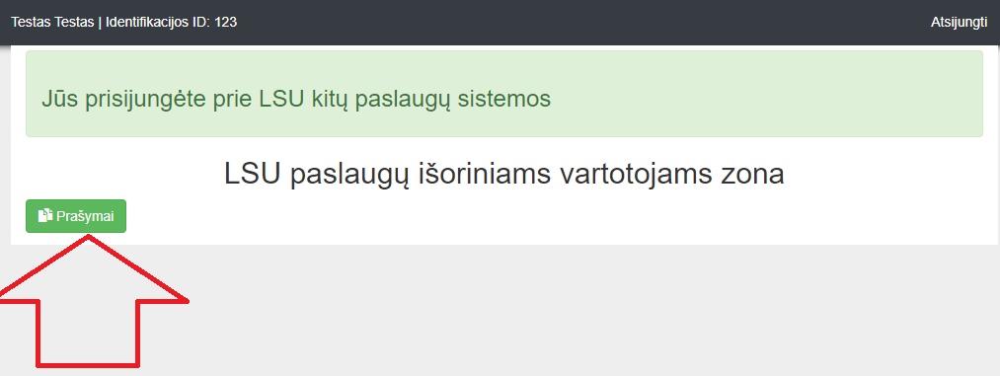 Testas Testas | Identifikacijos ID: 123
Atsijungti
Jūs prisijungėte prie LSU kitų paslaugų sistemos
LSU paslaugų išoriniams vartotojams zona
Prašymai